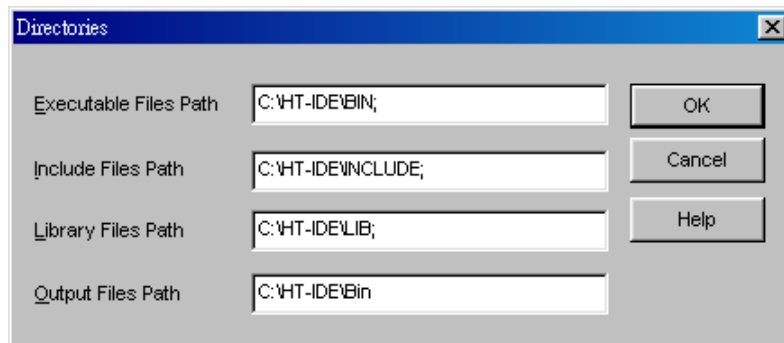 Directories
Executable Files Path C:\HT-IDE\BIN; OK
Include Files Path C:\HT-IDE\INCLUDE; Cancel
Library Files Path C:\HT-IDE\LIB; Help
Output Files Path C:\HT-IDE\Bin